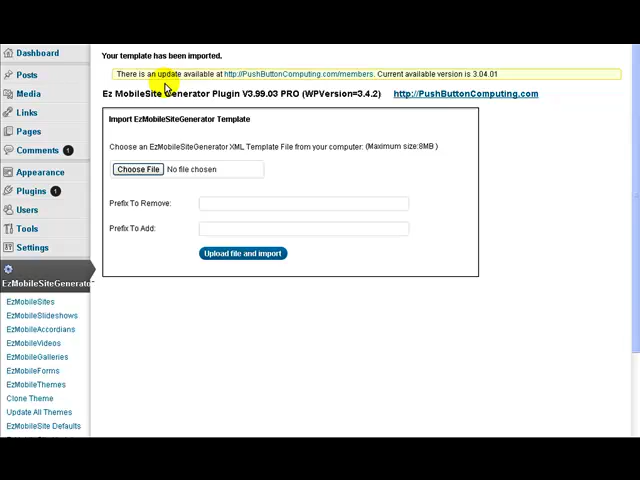 Dashboard
Posts
Media
Links
Pages
Comments 1
Appearance
Plugins 1
Users
Tools
Settings
EzMobileSiteGenerator
EzMobileSites
EzMobileSlideshows
EzMobileAccordians
EzMobileVideos
EzMobileGalleries
EzMobileForms
EzMobileThemes
Clone Theme
Update All Themes
EzMobileSite Defaults
Your template has been imported.
There is an update available at http://PushButtonComputing.com/members. Current available version is 3.04.01
Ez MobileSite Generator Plugin V3.99.03 PRO (WPVersion=3.4.2) http://PushButtonComputing.com
Import EzMobileSiteGenerator Template
Choose an EzMobileSiteGenerator XML Template File from your computer: (Maximum size:8MB )
Choose File No file chosen
Prefix To Remove:
Prefix To Add:
Upload file and import